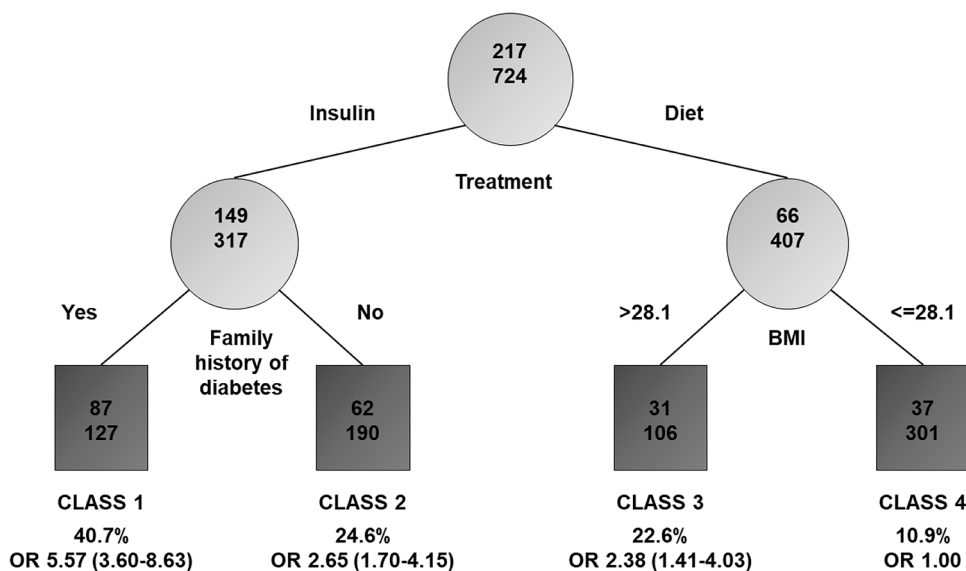 217
724
Insulin
Diet
Treatment
149
317
66
407
Yes
No
>28.1
<=28.1
Family
history of
diabetes
BMI
87
127
62
190
31
106
37
301
CLASS 1
CLASS 2
CLASS 3
CLASS 4
40.7%
24.6%
22.6%
10.9%
OR 5.57 (3.60-8.63)
OR 2.65 (1.70-4.15)
OR 2.38 (1.41-4.03)
OR 1.00